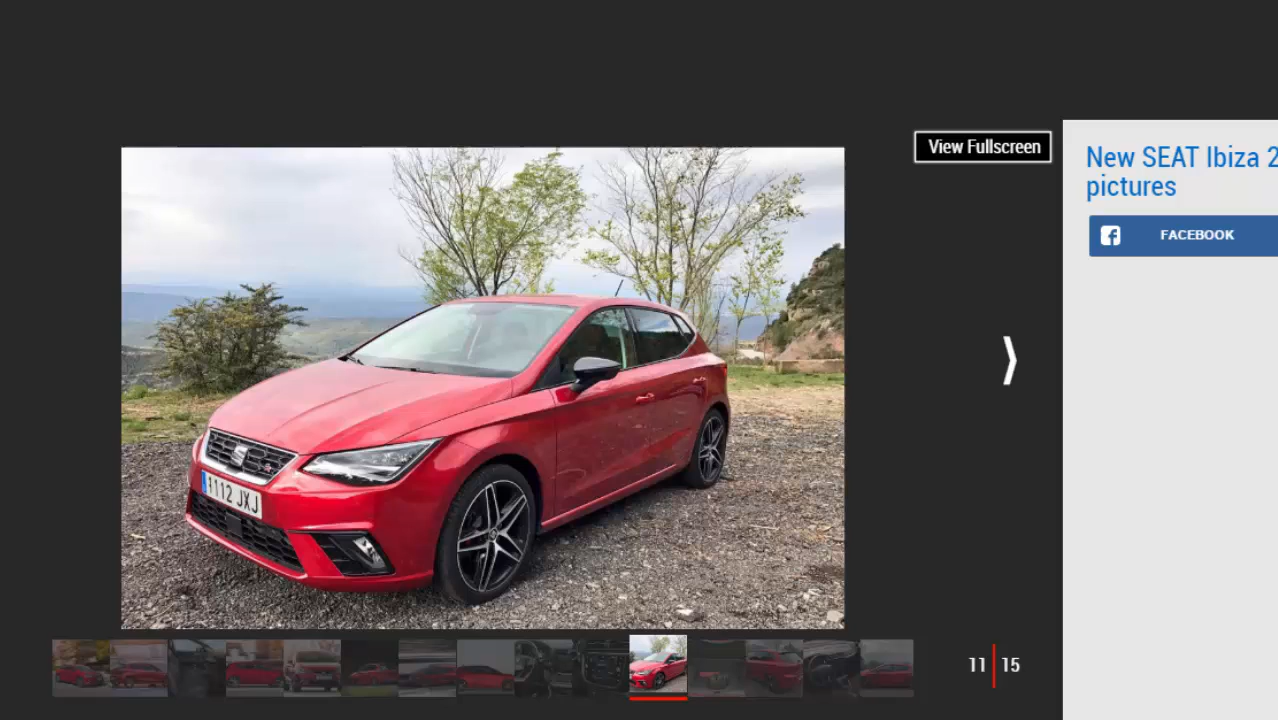 View Fullscreen
New SEAT Ibiza 2
pictures
FACEBOOK
1112 JXJ
11
15